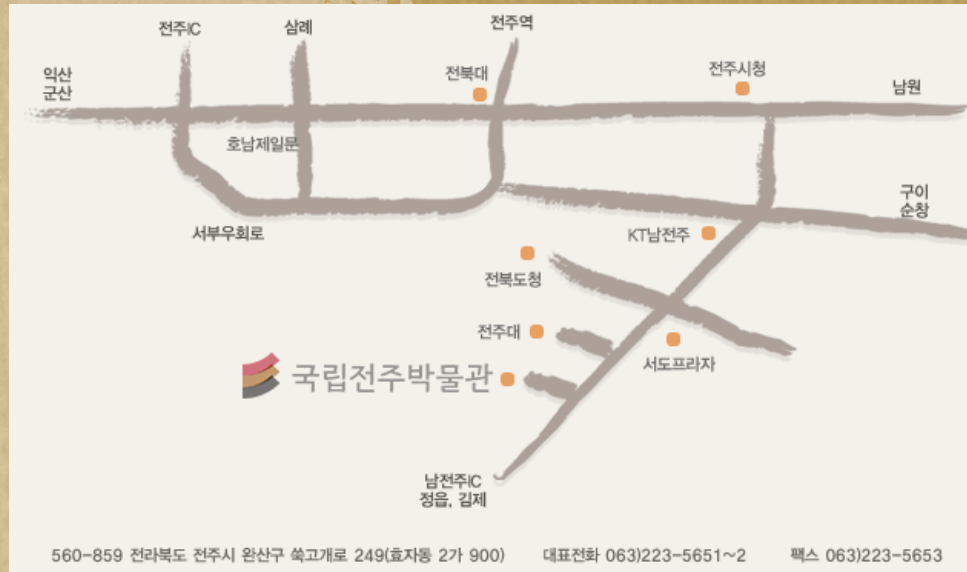 전주IC
삼례
전주역
익산
군산
전북대
전주시청
남원
호남제일문
서부우회로
구이
순창
KT남전주
전북도청
전주대
서도프라자
국립전주박물관
남전주IC
정읍, 김제
560-859 전라북도 전주시 완산구 쑥고개로 249(효자동 2가 900) 대표전화 063)223-5651~2 팩스 063)223-5653